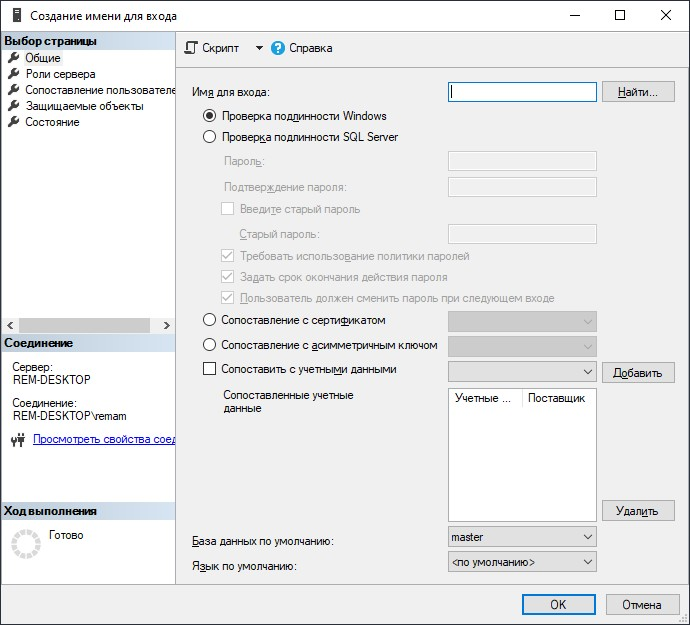 Создание имени для входа
Выбор страницы
Общие
Роли сервера
Сопоставление пользователе
Защищаемые объекты
Состояние
Скрипт
Справка
Имя для входа:
Найти...
Проверка подлинности Windows
Проверка подлинности SQL Server
Пароль:
Подтверждение пароля:
Введите старый пароль
Старый пароль:
Требовать использование политики паролей
Задать срок окончания действия пароля
Пользователь должен сменить пароль при следующем входе
Сопоставление с сертификатом
Сопоставление с асимметричным ключом
Сопоставить с учетными данными
Добавить
Сопоставленные учетные
данные
Учетные ...
Поставщик
Удалить
База данных по умолчанию:
master
Язык по умолчанию:
<по умолчанию>
Соединение
Сервер:
REM-DESKTOP
Соединение:
REM-DESKTOP\remam
Просмотреть свойства соед
Ход выполнения
Готово
OK
Отмена